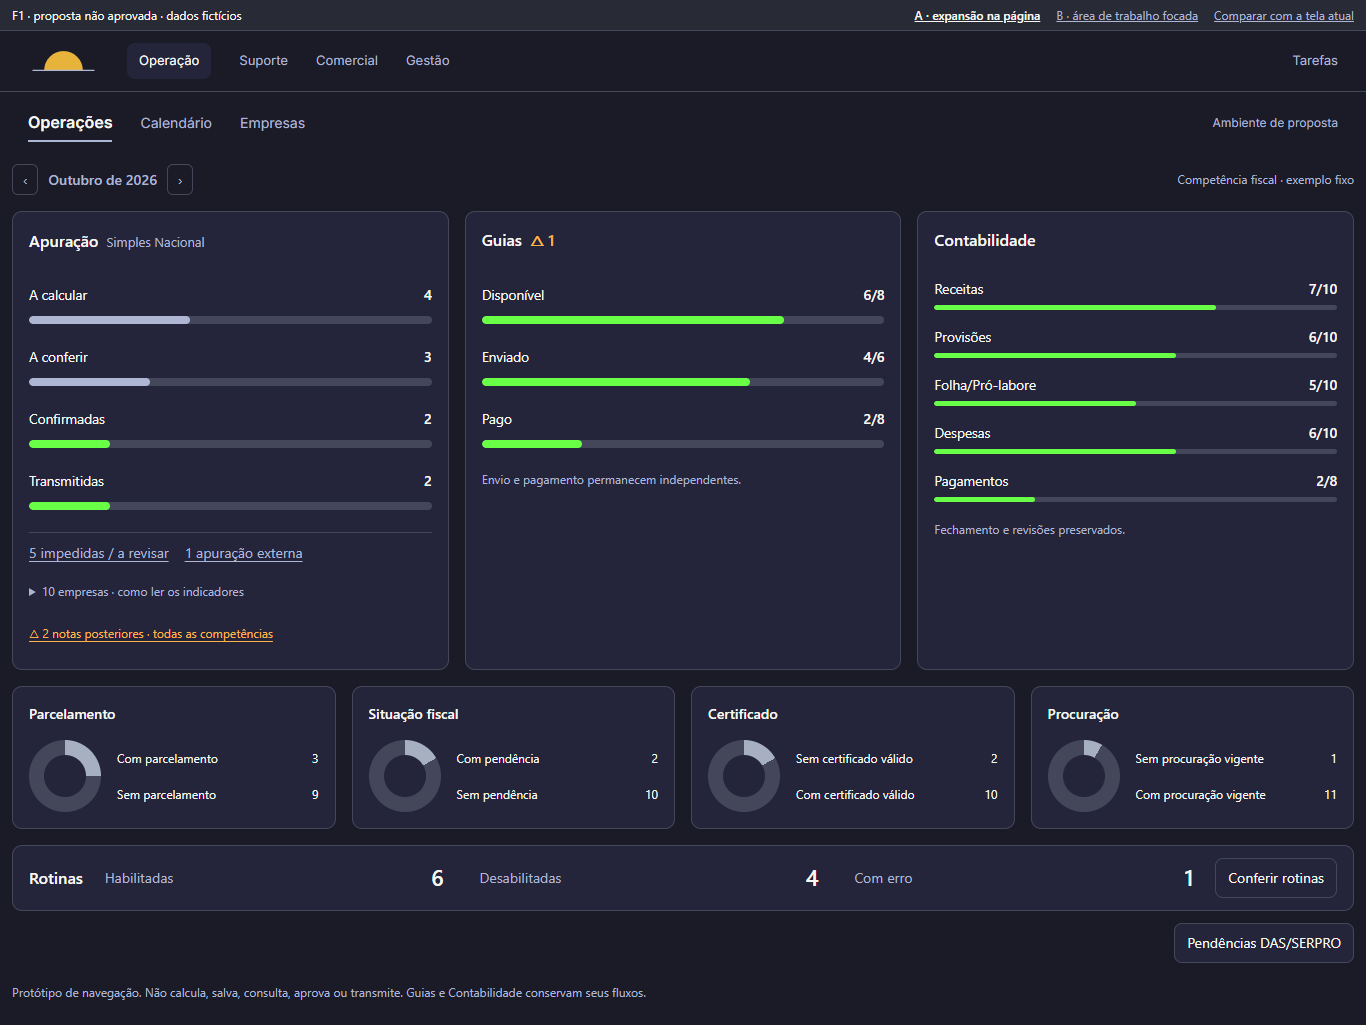 F1 · proposta não aprovada · dados fictícios
A · expansão na página
B · área de trabalho focada
Comparar com a tela atual
Operação
Suporte
Comercial
Gestão
Tarefas
Operações
Calendário
Empresas
Ambiente de proposta
‹ Outubro de 2026 ›
Competência fiscal · exemplo fixo
Apuração Simples Nacional
A calcular 4
A conferir 3
Confirmadas 2
Transmitidas 2
5 impedidas / a revisar
1 apuração externa
▶ 10 empresas · como ler os indicadores
△ 2 notas posteriores · todas as competências
Guias △ 1
Disponível 6/8
Enviado 4/6
Pago 2/8
Envio e pagamento permanecem independentes.
Contabilidade
Receitas 7/10
Provisões 6/10
Folha/Pró-labore 5/10
Despesas 6/10
Pagamentos 2/8
Fechamento e revisões preservados.
Parcelamento
Com parcelamento 3
Sem parcelamento 9
Situação fiscal
Com pendência 2
Sem pendência 10
Certificado
Sem certificado válido 2
Com certificado válido 10
Procuração
Sem procuração vigente 1
Com procuração vigente 11
Rotinas
Habilitadas 6
Desabilitadas 4
Com erro 1
Conferir rotinas
Pendências DAS/SERPRO
Protótipo de navegação. Não calcula, salva, consulta, aprova ou transmite. Guias e Contabilidade conservam seus fluxos.